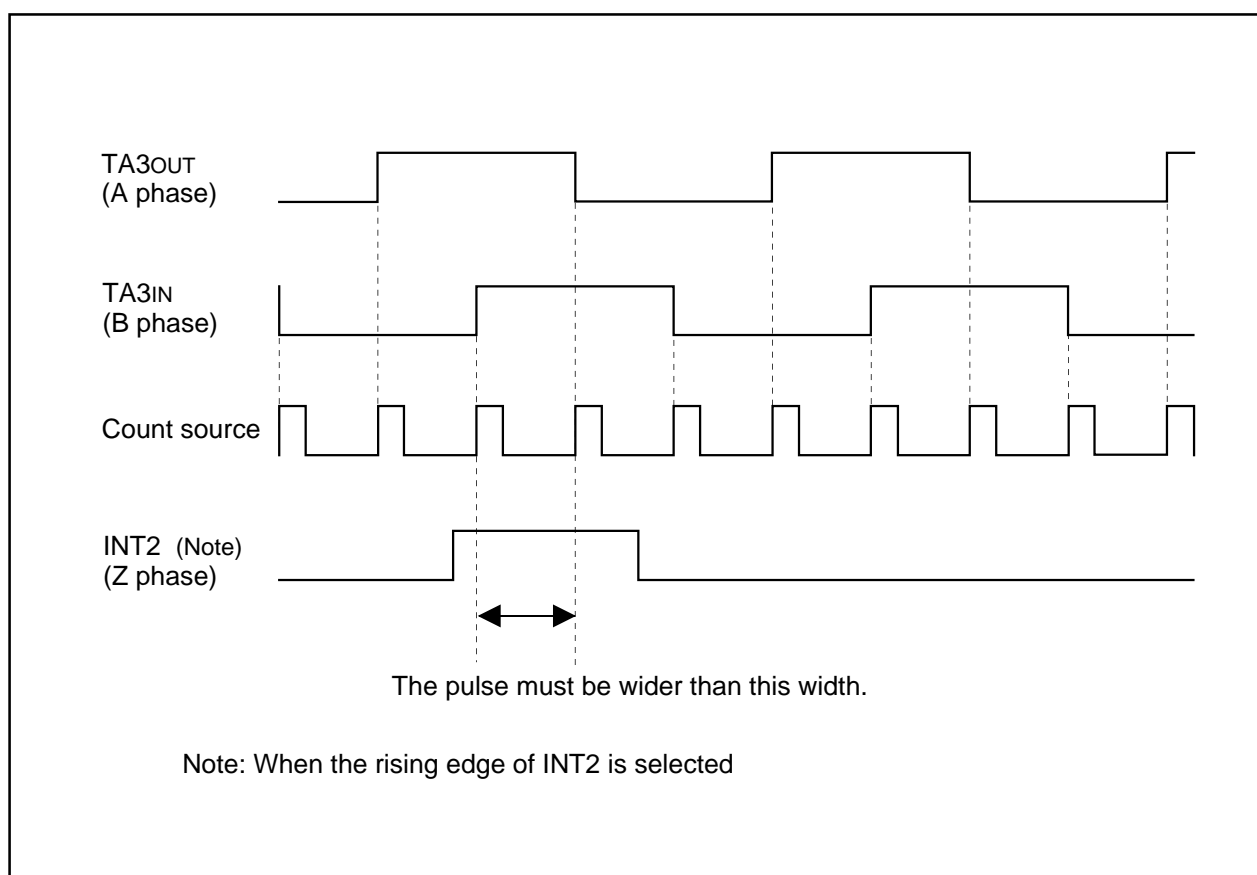 TA3OUT
(A phase)
TA3IN
(B phase)
Count source
INT2 (Note)
(Z phase)
The pulse must be wider than this width.
Note: When the rising edge of INT2 is selected